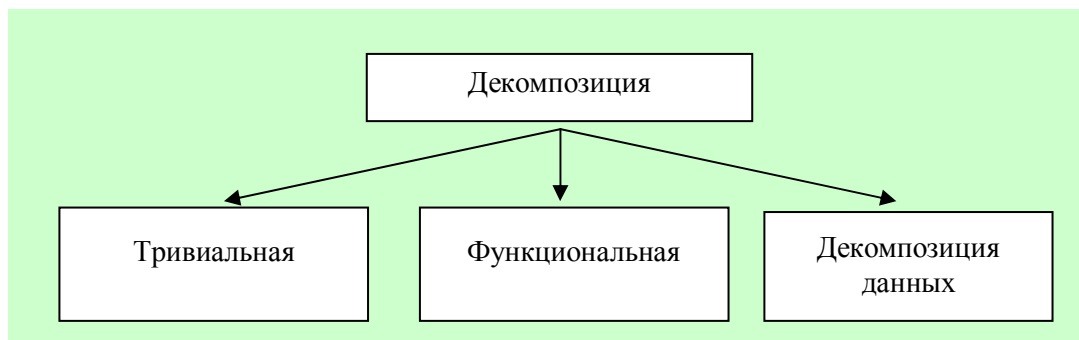 Декомпозиция
Тривиальная
Функциональная
Декомпозиция
данных